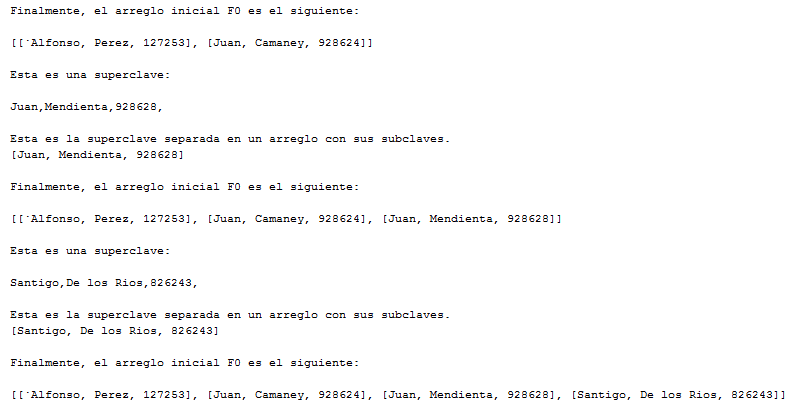 Finalmente, el arreglo inicial F0 es el siguiente:
[[˙Alfonso, Perez, 127253], [Juan, Camaney, 928624]]
Esta es una superclave:
Juan,Mendienta,928628,
Esta es la superclave separada en un arreglo con sus subclaves.
[Juan, Mendienta, 928628]
Finalmente, el arreglo inicial F0 es el siguiente:
[[˙Alfonso, Perez, 127253], [Juan, Camaney, 928624], [Juan, Mendienta, 928628]]
Esta es una superclave:
Santigo,De los Rios,826243,
Esta es la superclave separada en un arreglo con sus subclaves.
[Santigo, De los Rios, 826243]
Finalmente, el arreglo inicial F0 es el siguiente:
[[˙Alfonso, Perez, 127253], [Juan, Camaney, 928624], [Juan, Mendienta, 928628], [Santigo, De los Rios, 826243]]